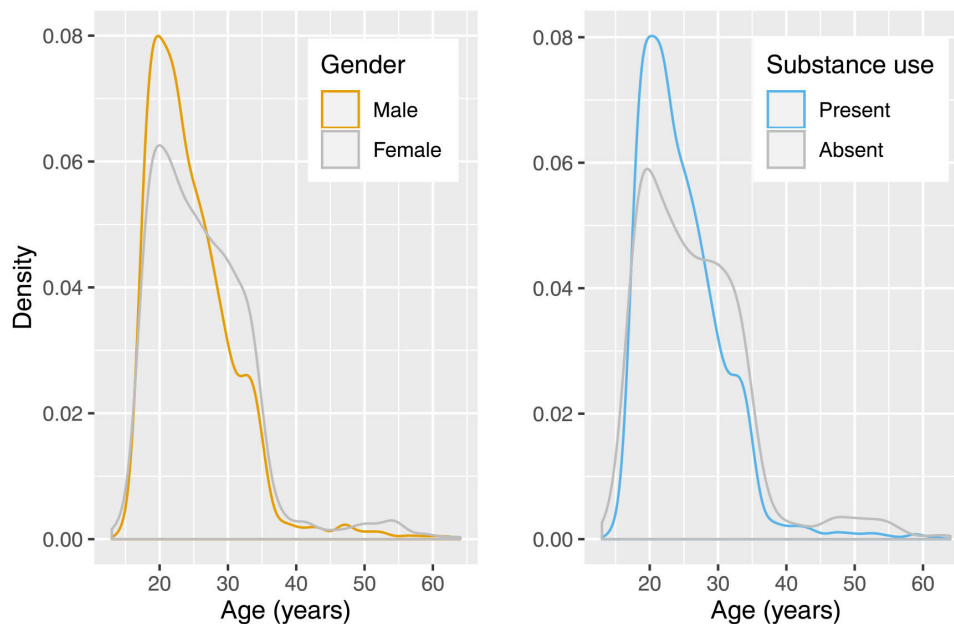 Density
0.08
0.06
0.04
0.02
0.00
20 30 40 50 60
Age (years)
Gender
Male
Female
0.08
0.06
0.04
0.02
0.00
20 30 40 50 60
Age (years)
Substance use
Present
Absent